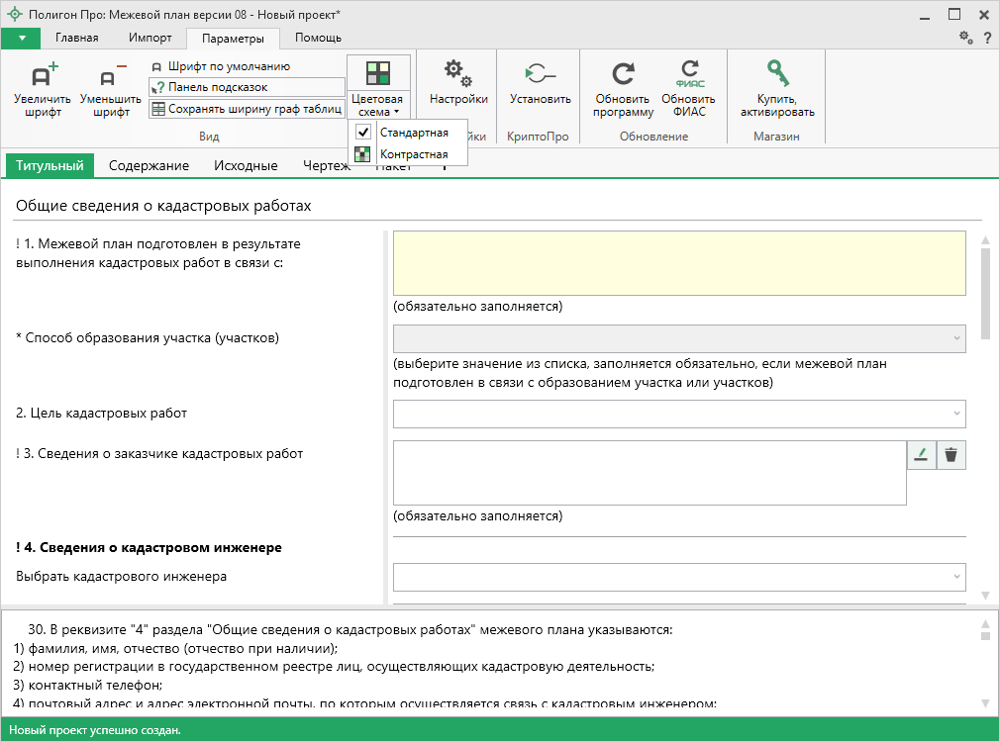 Полигон Про: Межевой план версии 08 - Новый проект*
Главная Импорт Параметры Помощь
?
Увеличить шрифт
Уменьшить шрифт
Шрифт по умолчанию
Панель подсказок
Сохранять ширину граф таблиц
Вид
Цветовая схема
Стандартная
Контрастная
Настройки
йки
Установить
КриптоПро
Обновить программу
ФИАС
Обновить ФИАС
Обновление
Купить, активировать
Магазин
Титульный Содержание Исходные Чертеж Пакет
Общие сведения о кадастровых работах
! 1. Межевой план подготовлен в результате
выполнения кадастровых работ в связи с:
(обязательно заполняется)
* Способ образования участка (участков)
(выберите значение из списка, заполняется обязательно, если межевой план
подготовлен в связи с образованием участка или участков)
2. Цель кадастровых работ
! 3. Сведения о заказчике кадастровых работ
(обязательно заполняется)
! 4. Сведения о кадастровом инженере
Выбрать кадастрового инженера
30. В реквизите "4" раздела "Общие сведения о кадастровых работах" межевого плана указываются:
1) фамилия, имя, отчество (отчество при наличии);
2) номер регистрации в государственном реестре лиц, осуществляющих кадастровую деятельность;
3) контактный телефон;
4) почтовый адрес и адрес электронной почты, по которым осуществляется связь с кадастровым инженером;
Новый проект успешно создан.